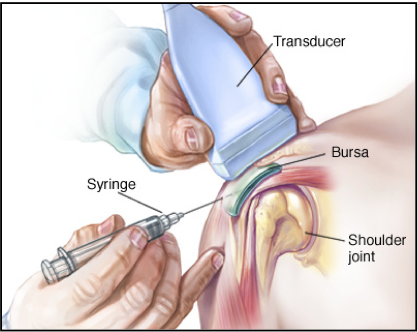 Transducer
Bursa
Syringe
Shoulder
joint